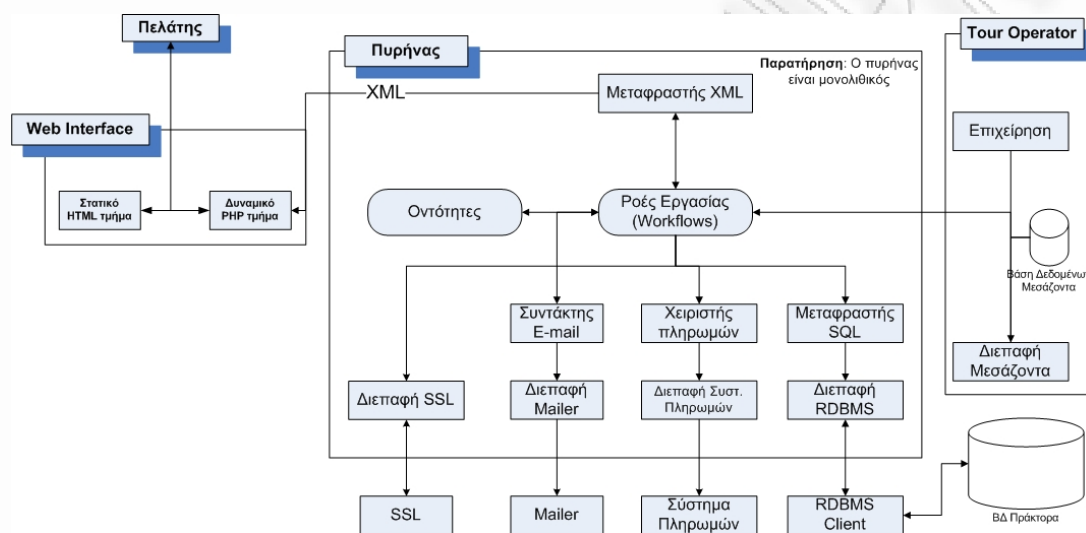 Πελάτης
Πυρήνας
Tour Operator
Παρατήρηση: Ο πυρήνας
είναι μονολιθικός
XML
Μεταφραστής XML
Web Interface
Επιχείρηση
Στατικό
HTML τμήμα
Δυναμικό
PHP τμήμα
Οντότητες
Ροές Εργασίας
(Workflows)
Βάση Δεδομένω
Μεσάζοντα
Συντάκτης
E-mail
Χειριστής
πληρωμών
Μεταφραστής
SQL
Διεπαφή
Μεσάζοντα
Διεπαφή SSL
Διεπαφή
Mailer
Διεπαφή Συστ.
Πληρωμών
Διεπαφή
RDBMS
SSL
Mailer
Σύστημα
Πληρωμών
RDBMS
Client
ΒΔ Πράκτορα